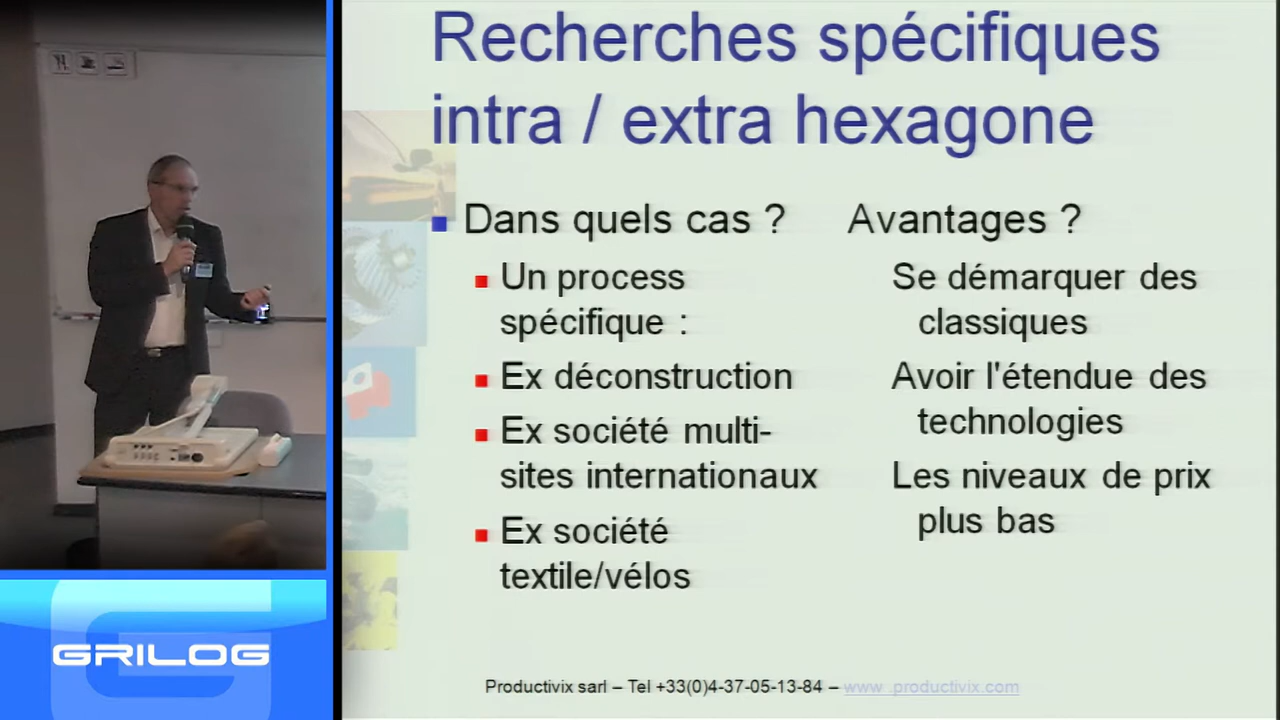 Recherches spécifiques
intra / extra hexagone
Dans quels cas ?
Un process
spécifique :
Ex déconstruction
Ex société multi-
sites internationaux
Ex société
textile/vélos
Avantages ?
Se démarquer des
classiques
Avoir l'étendue des
technologies
Les niveaux de prix
plus bas
Productivix sarl – Tel +33(0)4-37-05-13-84 – www .productivix.com
GRILOG